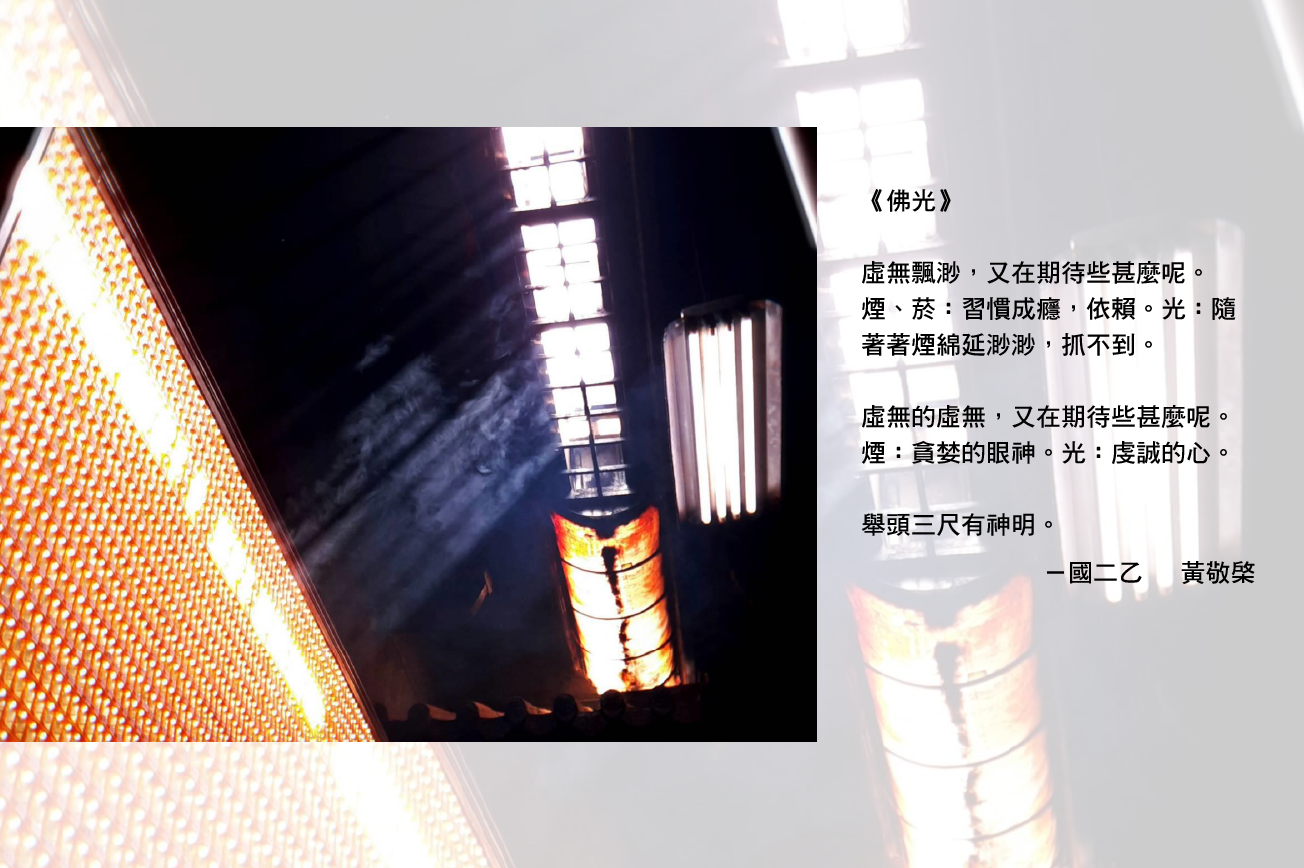 《佛光》
虛無飄渺，又在期待些甚麼呢。
煙、菸：習慣成癮，依賴。光：隨
著著煙綿延渺渺，抓不到。
虛無的虛無，又在期待些甚麼呢。
煙：貪婪的眼神。光：虔誠的心。
舉頭三尺有神明。
－國二乙　黃敬棨